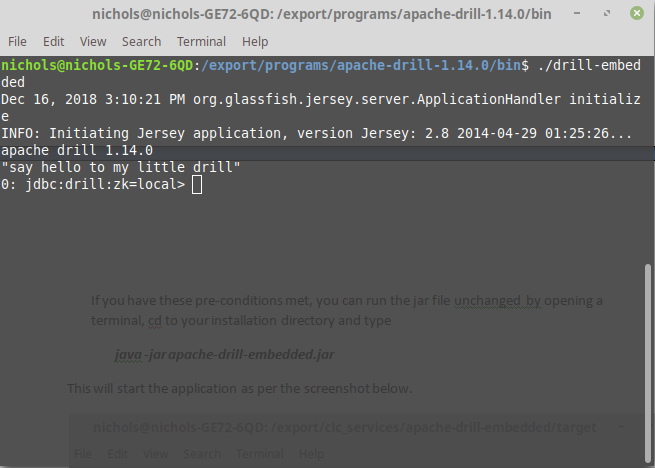 nichols@nichols-GE72-6QD: /export/programs/apache-drill-1.14.0/bin
File Edit View Search Terminal Help
nichols@nichols-GE72-6QD:/export/programs/apache-drill-1.14.0/bin$ ./drill-embed
ded
Dec 16, 2018 3:10:21 PM org.glassfish.jersey.server.ApplicationHandler initializ
e
INFO: Initiating Jersey application, version Jersey: 2.8 2014-04-29 01:25:26...
apache drill 1.14.0
"say hello to my little drill"
0: jdbc:drill:zk=local>
If you have these pre-conditions met, you can run the jar file unchanged by opening a
terminal, cd to your installation directory and type
java -jar apache-drill-embedded.jar
This will start the application as per the screenshot below.
nichols@nichols-GE72-6QD: /export/clc_services/apache-drill-embedded/target
File Edit View Search Terminal Help